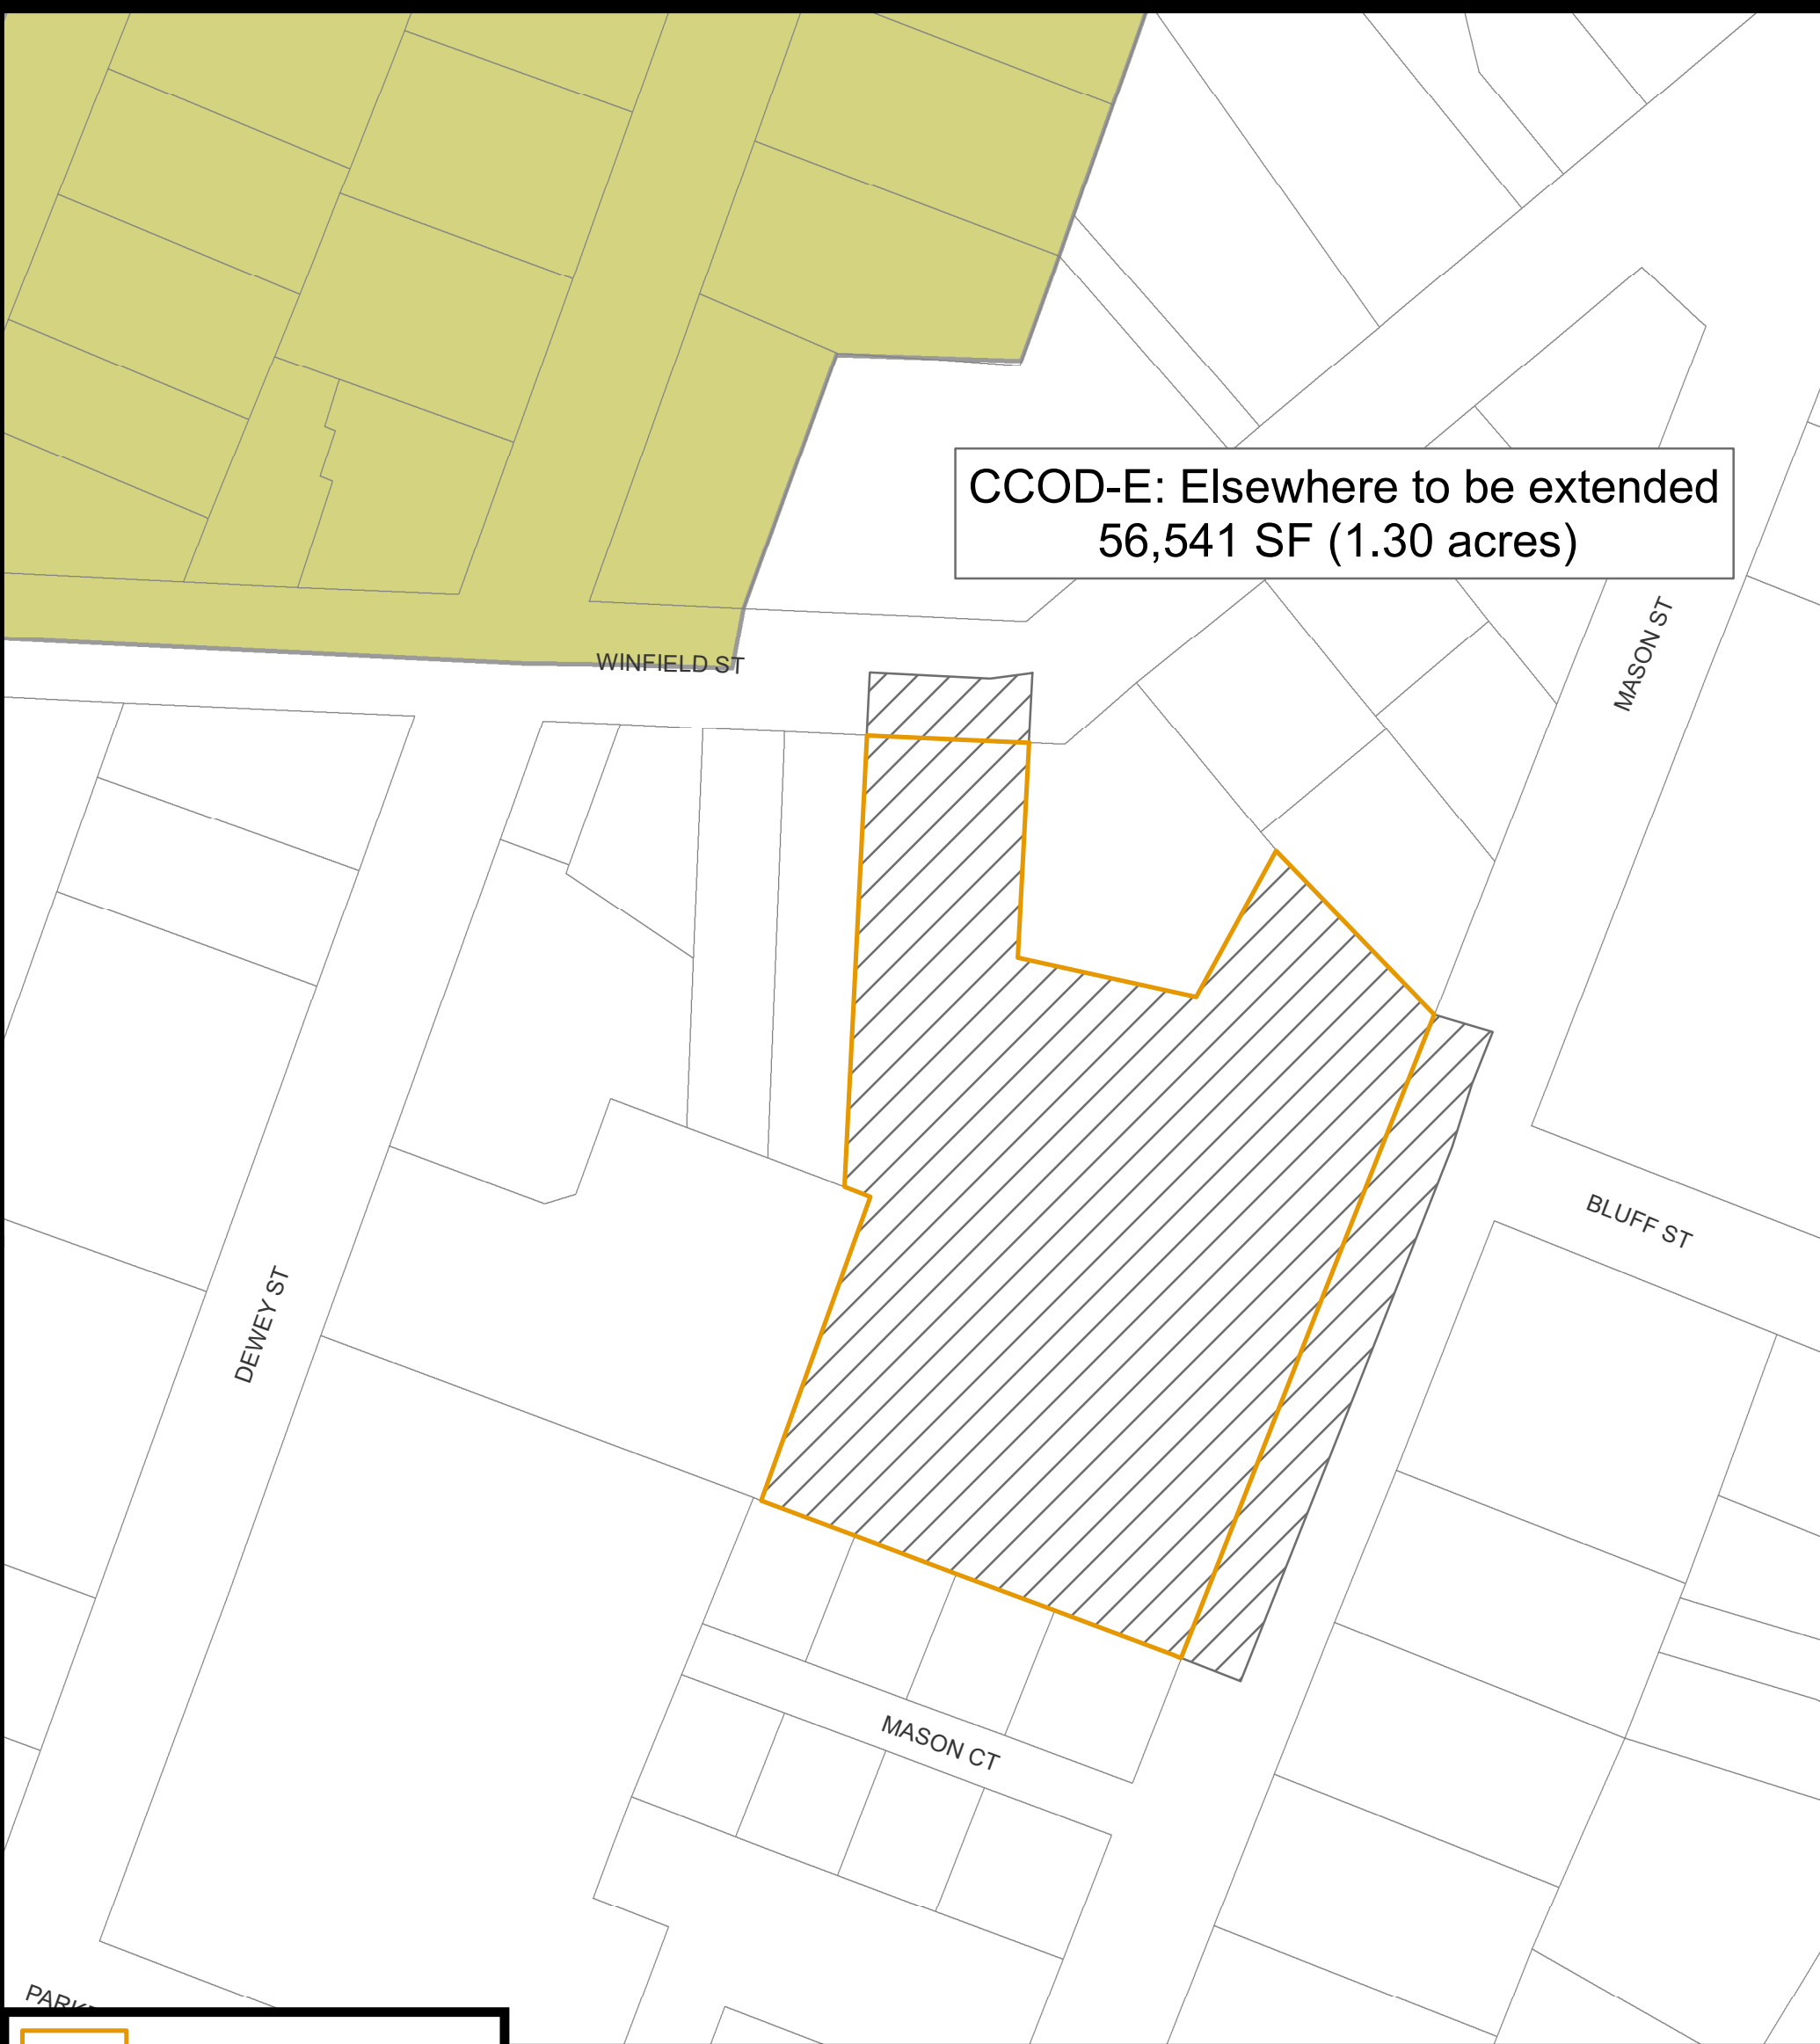 CCOD-E: Elsewhere to be extended
56,541 SF (1.30 acres)
MASON ST
WINFIELD ST
BLUFF ST
DEWEY ST
MASON CT